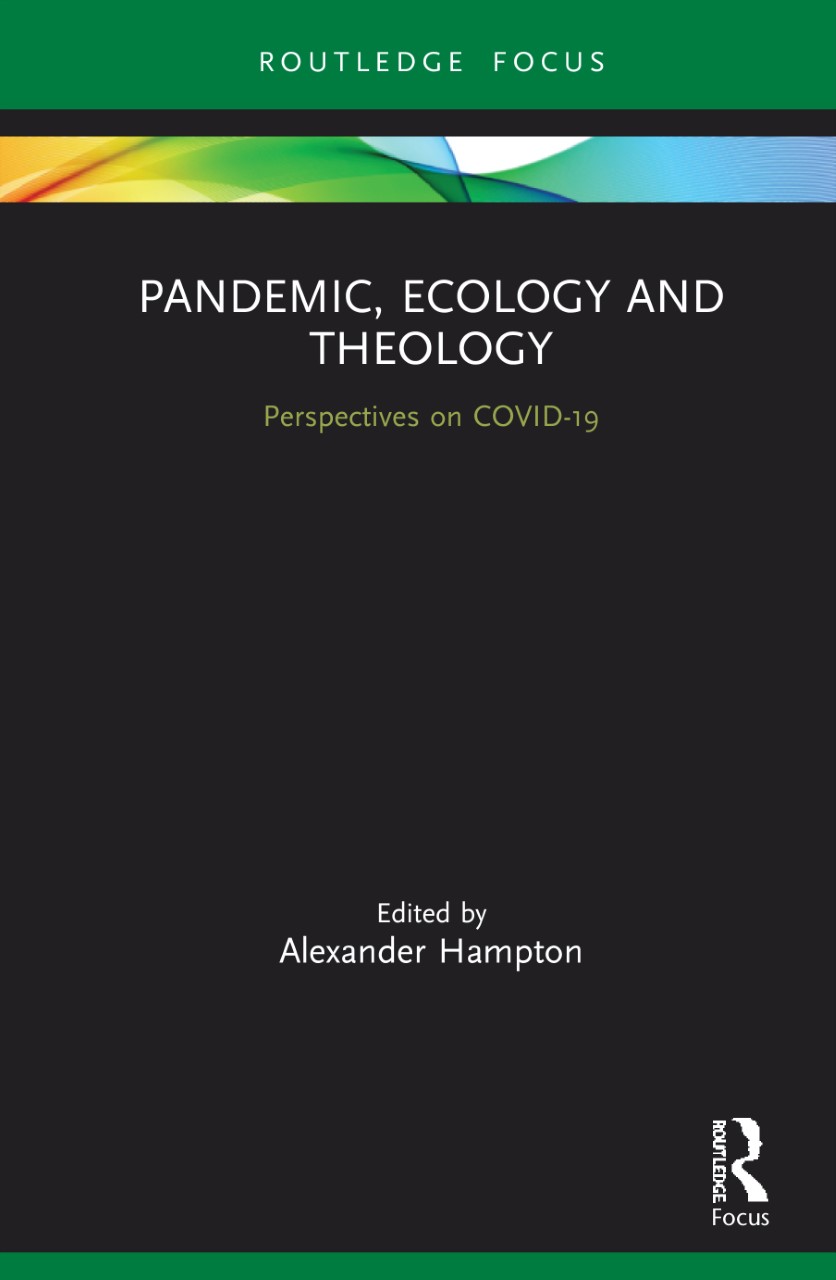 ROUTLEDGE FOCUS
PANDEMIC, ECOLOGY AND
THEOLOGY
Perspectives on COVID-19
Edited by
Alexander Hampton
ROUTLEDGE
Focus